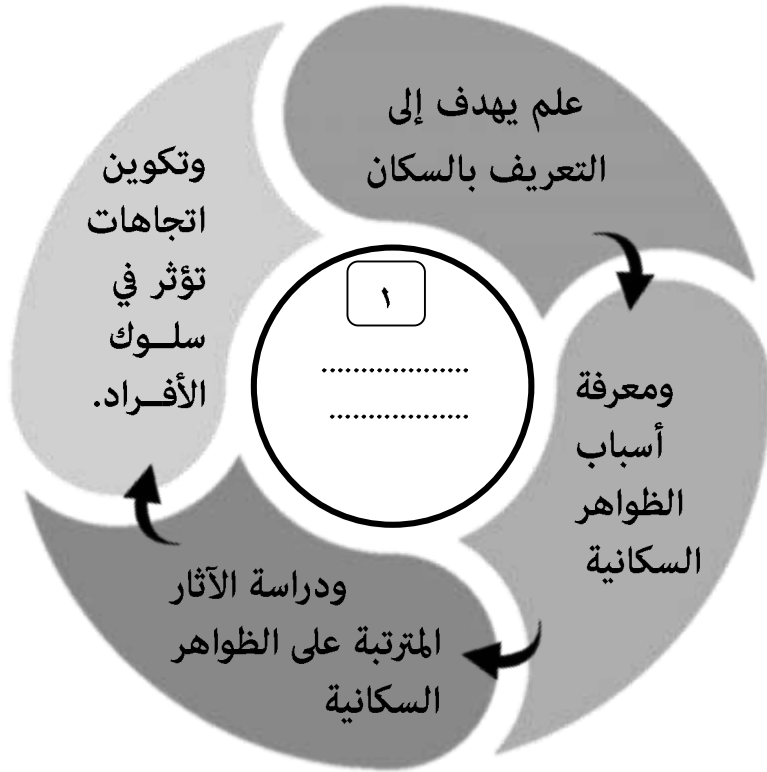 علم يهدف إلى
التعريف بالسكان
ومعرفة
أسباب
الظواهر
السكانية
ودراسة الآثار
المترتبة على الظواهر
السكانية
وتكوين
اتجاهات
تؤثر في
سلــوك
الأفــراد.
١
...................
..................